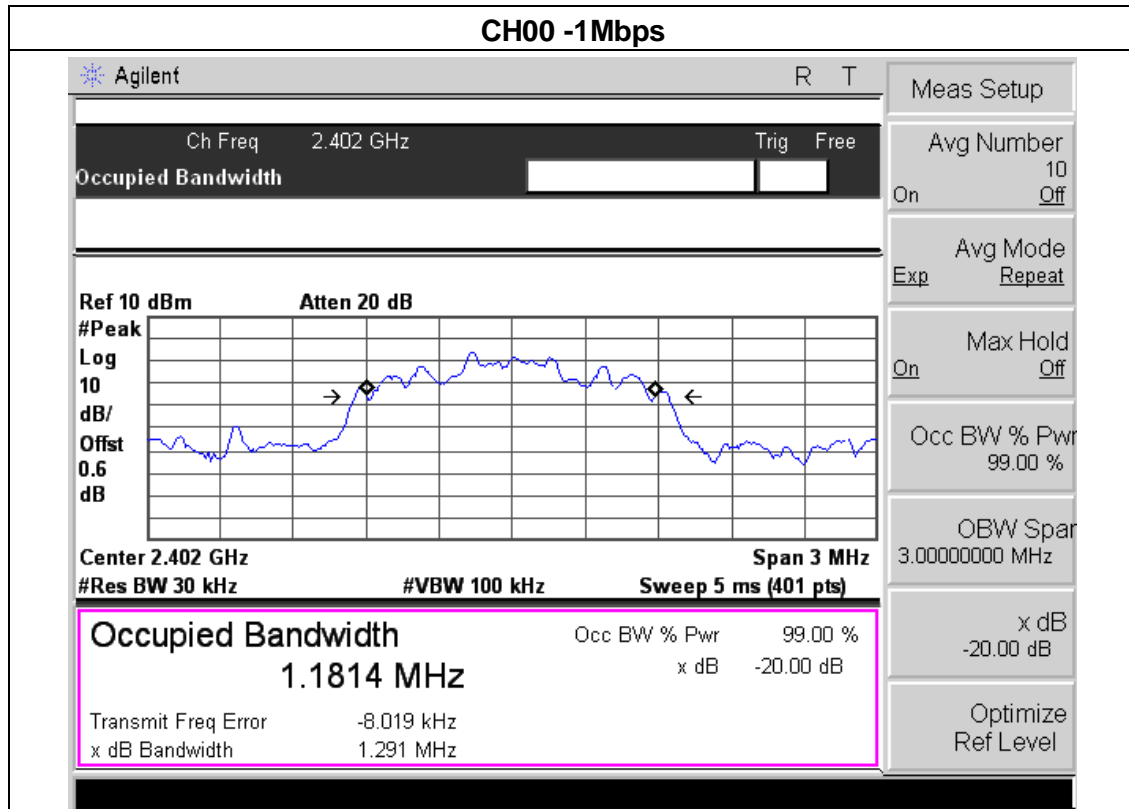 CH00 -1Mbps
Agilent R T
Ch Freq 2.402 GHz Trig Free
Occupied Bandwidth
Ref 10 dBm Atten 20 dB
#Peak
Log
10
dB/
Offst
0.6
dB
Center 2.402 GHz Span 3 MHz
#Res BW 30 kHz #VBW 100 kHz Sweep 5 ms (401 pts)
Occupied Bandwidth Occ BW % Pwr 99.00 %
1.1814 MHz x dB -20.00 dB
Transmit Freq Error -8.019 kHz
x dB Bandwidth 1.291 MHz
Meas Setup
Avg Number
10
On Off
Avg Mode
Exp Repeat
Max Hold
On Off
Occ BW % Pwr
99.00 %
OBW Span
3.00000000 MHz
x dB
-20.00 dB
Optimize
Ref Level